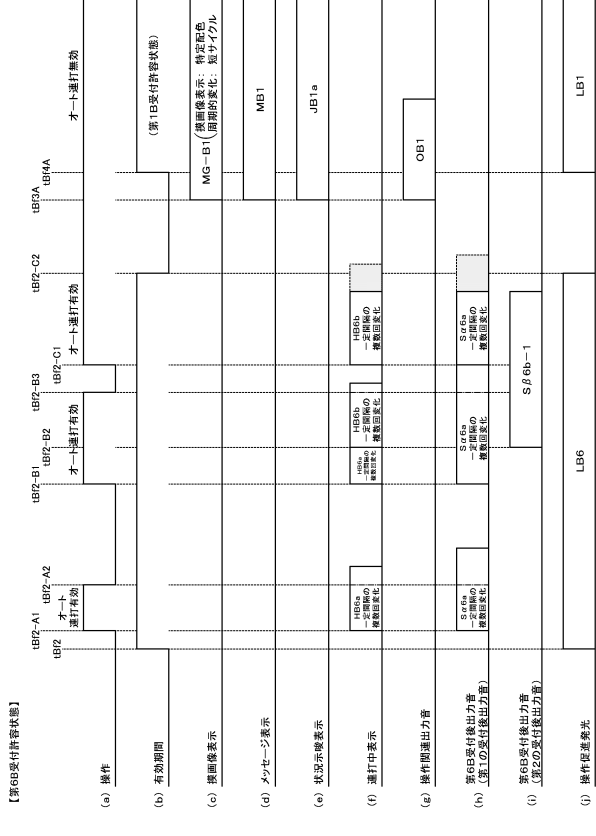 【第6B受付許容状態】
tBf2
tBf2-A1
tBf2-A2
tBf2-B1
tBf2-B2
tBf2-B3
tBf2-C1
tBf2-C2
tBf3A
tBf4A
(a) 操作
オート
連打有効
オート連打有効
オート連打有効
オート連打無効
(b) 有効期間
(第1B受付許容状態)
(c) 摸画像表示
MG-B1(摸画像表示: 特定配色
周期的変化: 短サイクル
(d) メッセージ表示
MB1
(e) 状況示唆表示
JB1a
(f) 連打中表示
HB6a
一定間隔の
複数回変化
HB6a
一定間隔の
複数回変化
HB6b
一定間隔の
複数回変化
HB6b
一定間隔の
複数回変化
(g) 操作関連出力音
OB1
(h) 第6B受付後出力音
(第1の受付後出力音)
Sα6a
一定間隔の
複数回変化
Sα6a
一定間隔の
複数回変化
Sα6a
一定間隔の
複数回変化
(i) 第6B受付後出力音
(第2の受付後出力音)
Sβ6b-1
(j) 操作促進発光
LB6
LB1